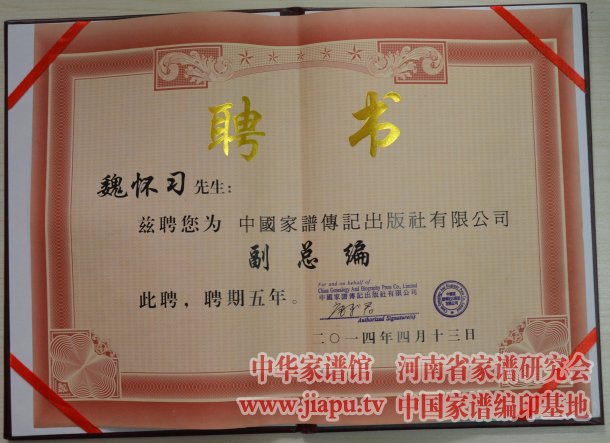 聘书
魏怀习先生：
兹聘您为 中國家譜傳記出版社有限公司
副总编
此聘，聘期五年。
For and on behalf of
China Genealogy And Biography Press Co., Limited
中國家譜傳記出版社有限公司
Authorized Signature(s)
二〇一四年四月十三日
中华家谱馆 河南省家谱研究会
www.jiapu.tv 中国家谱编印基地